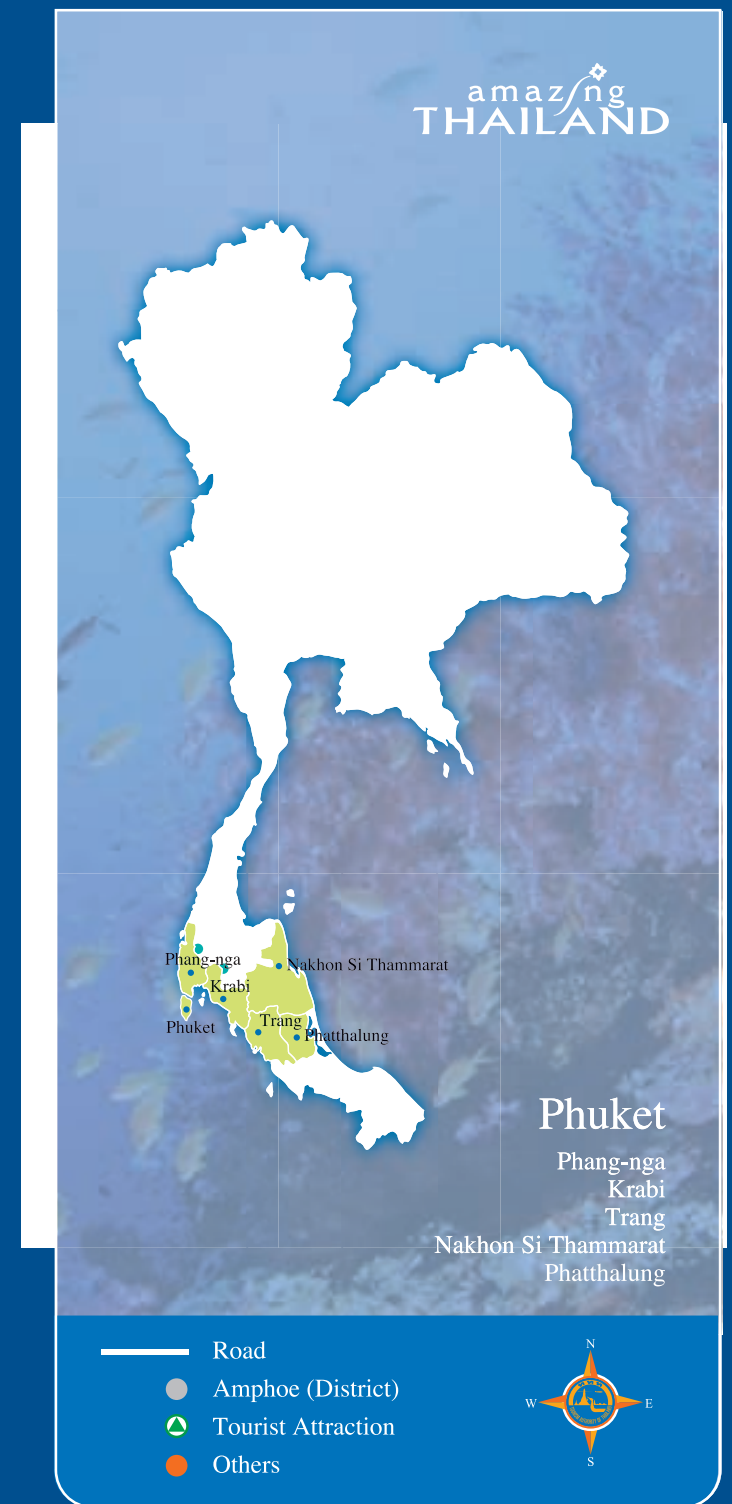 amazing
THAILAND
Phang-nga
Nakhon Si Thammarat
Krabi
Trang
Phuket
Phatthalung
Phuket
Phang-nga
Krabi
Trang
Nakhon Si Thammarat
Phatthalung
Road
Amphoe (District)
Tourist Attraction
Others
N
W
E
S